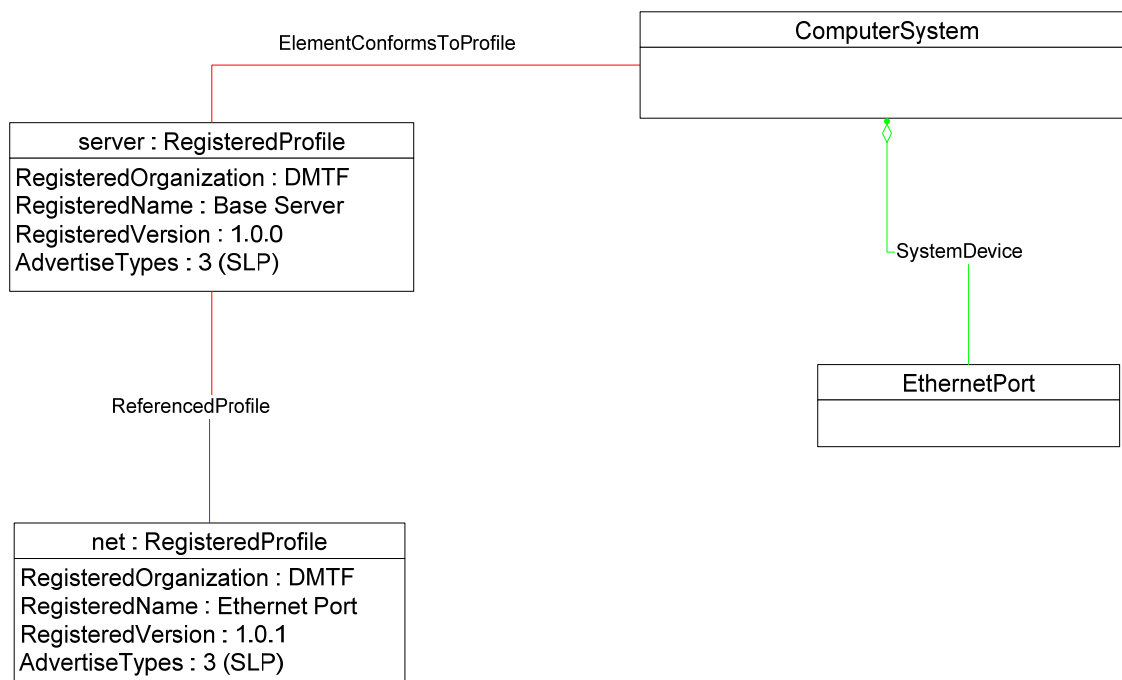 ElementConformsToProfile
ComputerSystem
server : RegisteredProfile
RegisteredOrganization : DMTF
RegisteredName : Base Server
RegisteredVersion : 1.0.0
AdvertiseTypes : 3 (SLP)
SystemDevice
EthernetPort
ReferencedProfile
net : RegisteredProfile
RegisteredOrganization : DMTF
RegisteredName : Ethernet Port
RegisteredVersion : 1.0.1
AdvertiseTypes : 3 (SLP)